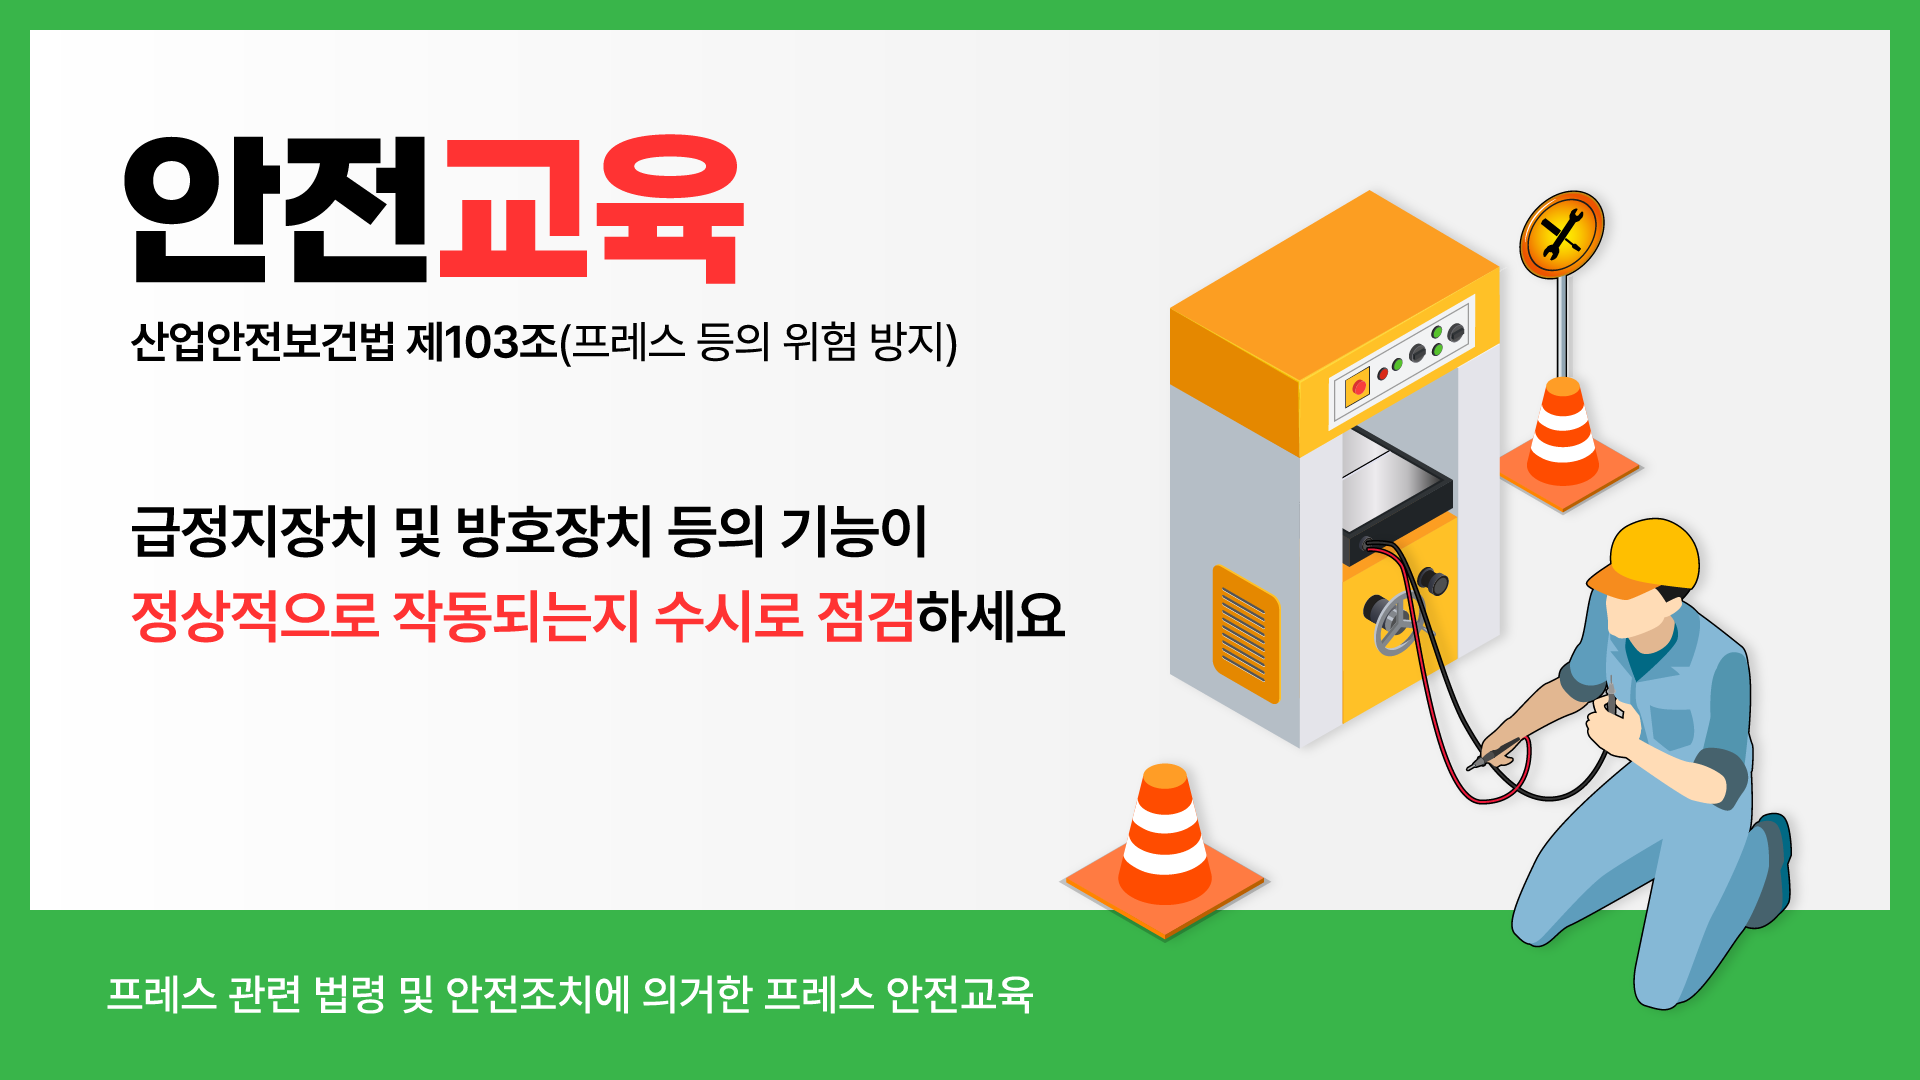 안전교육
산업안전보건법 제103조(프레스 등의 위험 방지)
급정지장치 및 방호장치 등의 기능이
정상적으로 작동되는지 수시로 점검하세요
프레스 관련 법령 및 안전조치에 의거한 프레스 안전교육